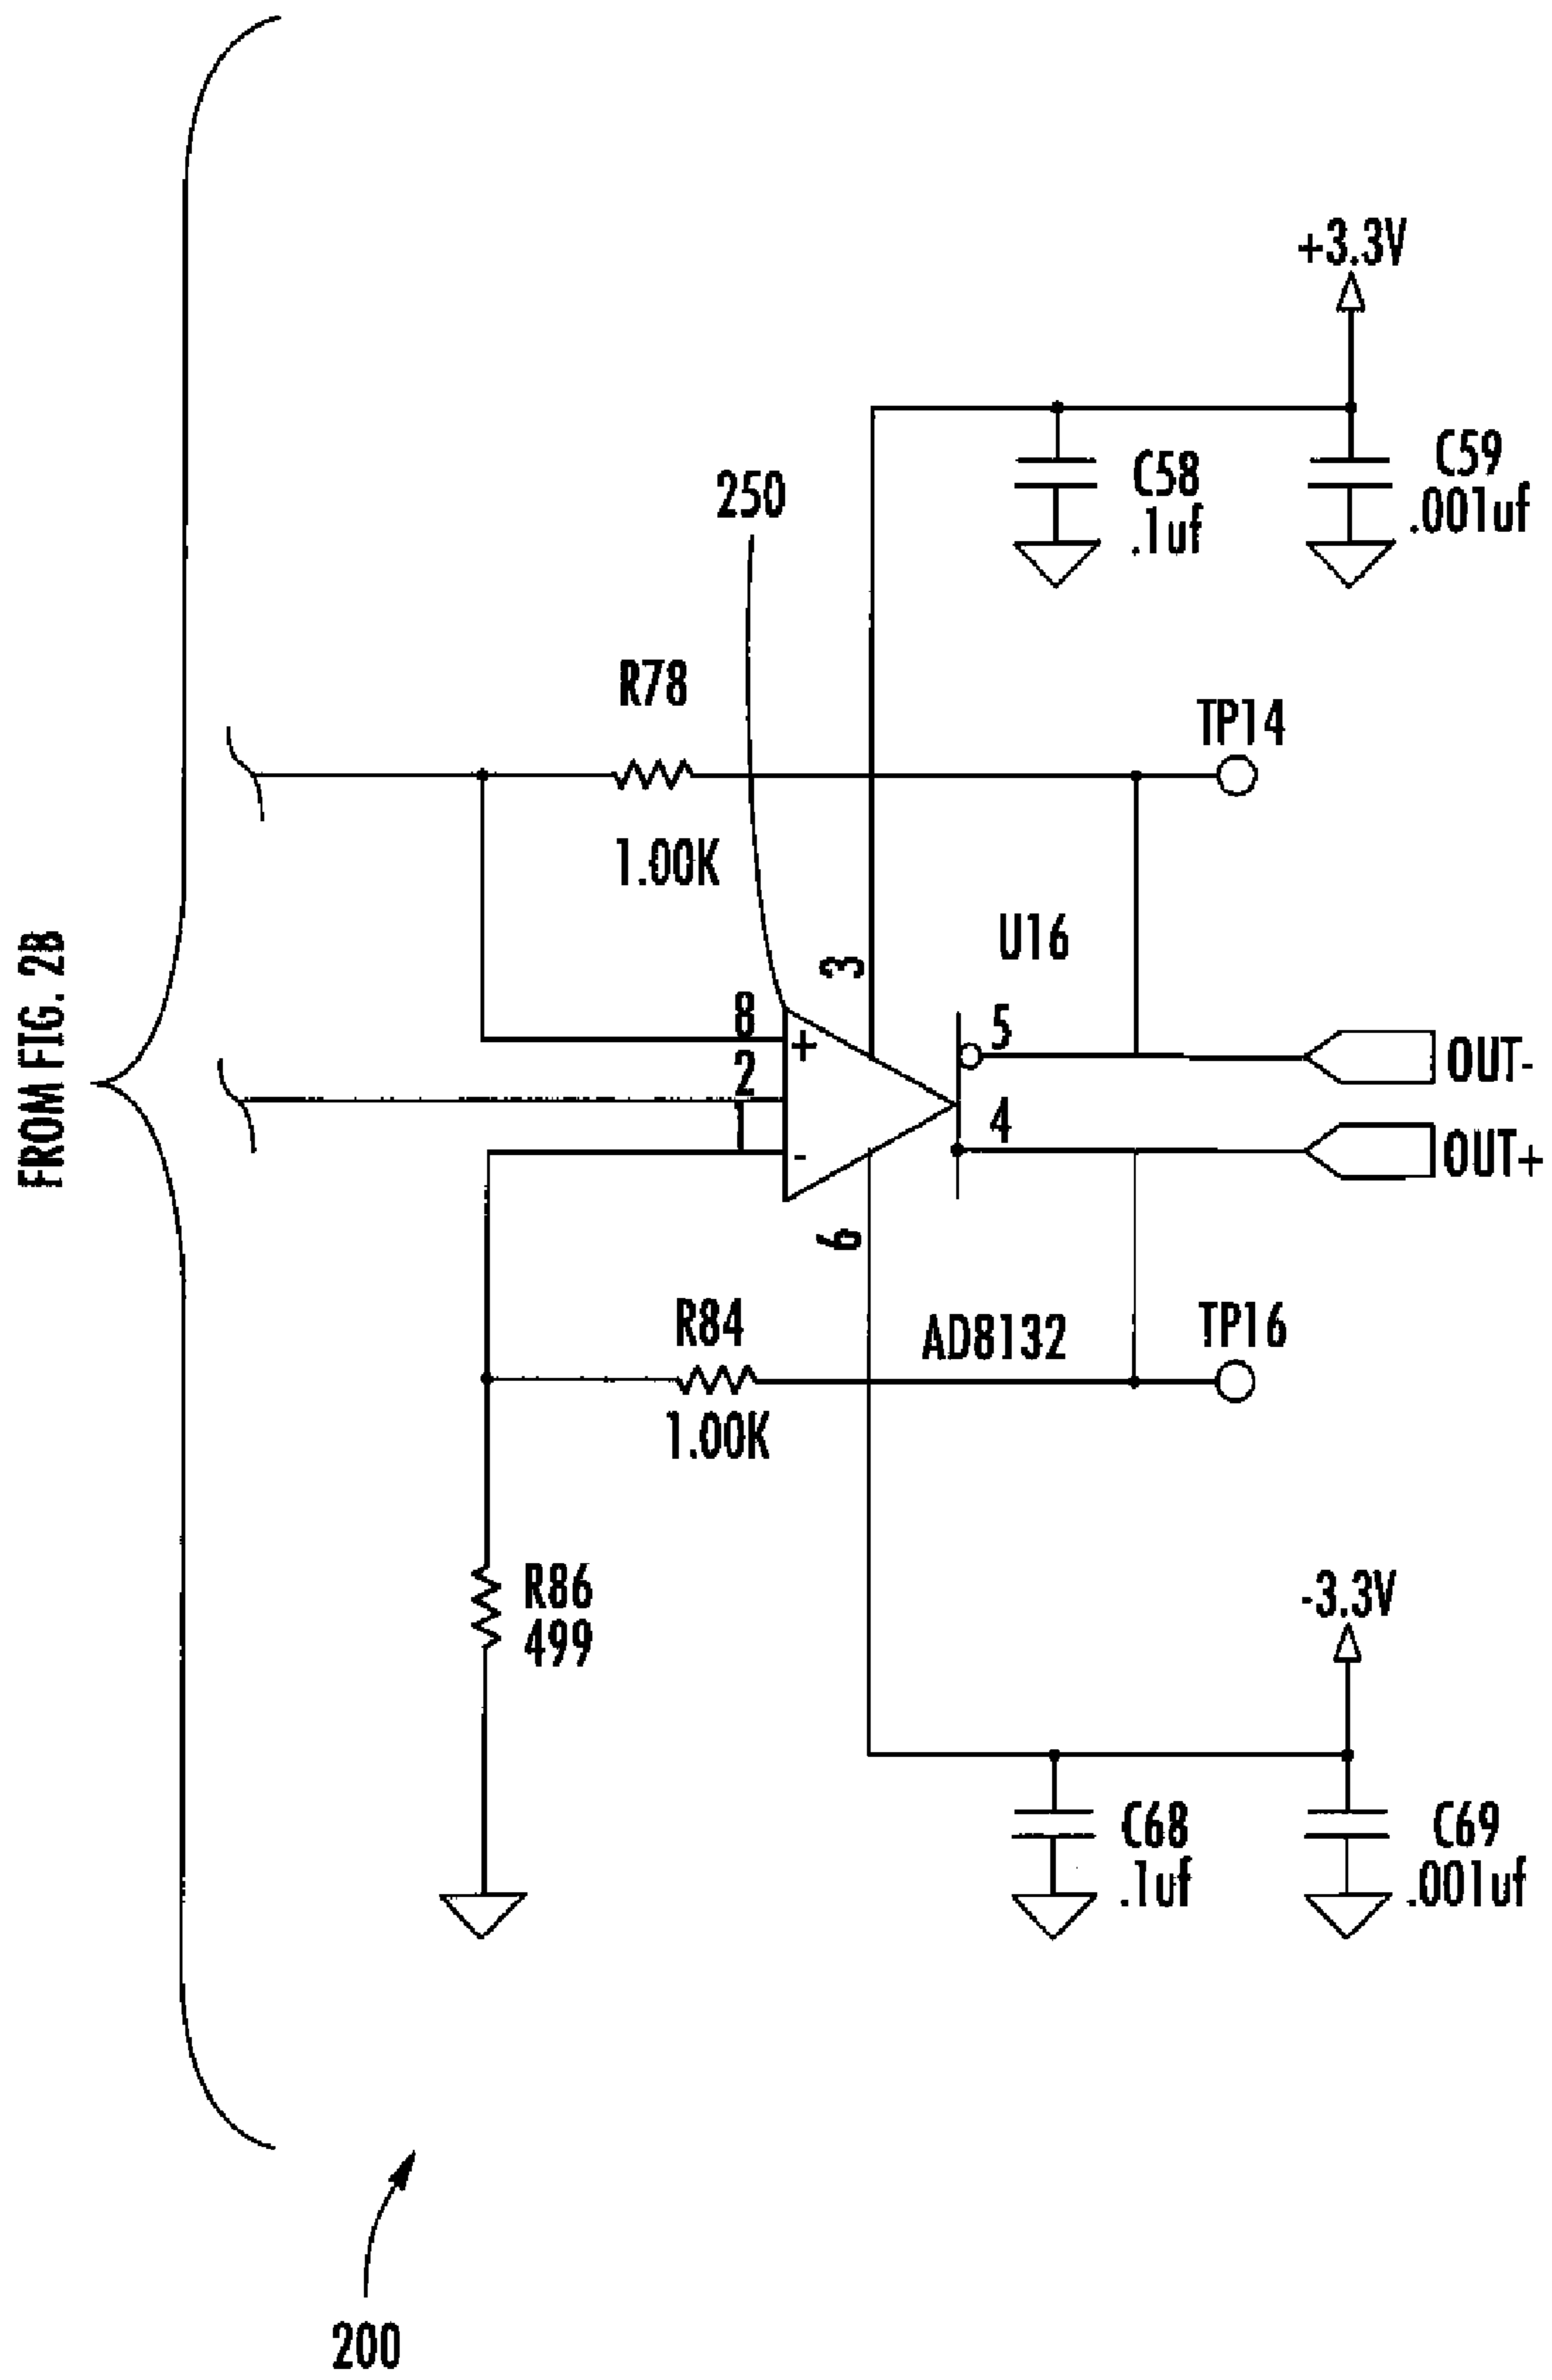 FROM FIG. 2B
+3.3V
C58
.1uf
C59
.001uf
250
R78
1.00K
TP14
U16
3
8
+
2
1
-
5
4
6
OUT-
OUT+
R84
1.00K
AD8132
TP16
R86
499
-3.3V
C68
.1uf
C69
.001uf
200